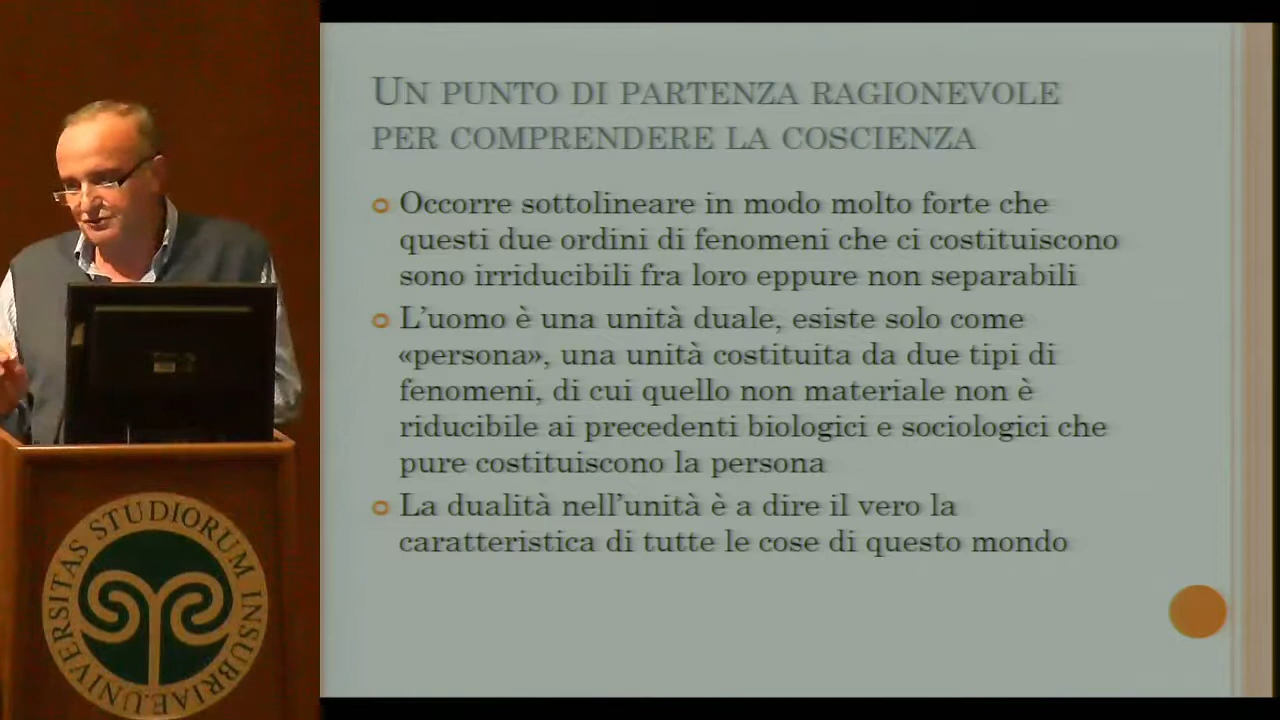 Un punto di partenza ragionevole
per comprendere la coscienza
Occorre sottolineare in modo molto forte che
questi due ordini di fenomeni che ci costituiscono
sono irriducibili fra loro eppure non separabili
L'uomo è una unità duale, esiste solo come
«persona», una unità costituita da due tipi di
fenomeni, di cui quello non materiale non è
riducibile ai precedenti biologici e sociologici che
pure costituiscono la persona
La dualità nell'unità è a dire il vero la
caratteristica di tutte le cose di questo mondo
UNIVERSITAS STUDIORUM INSUBRIAE